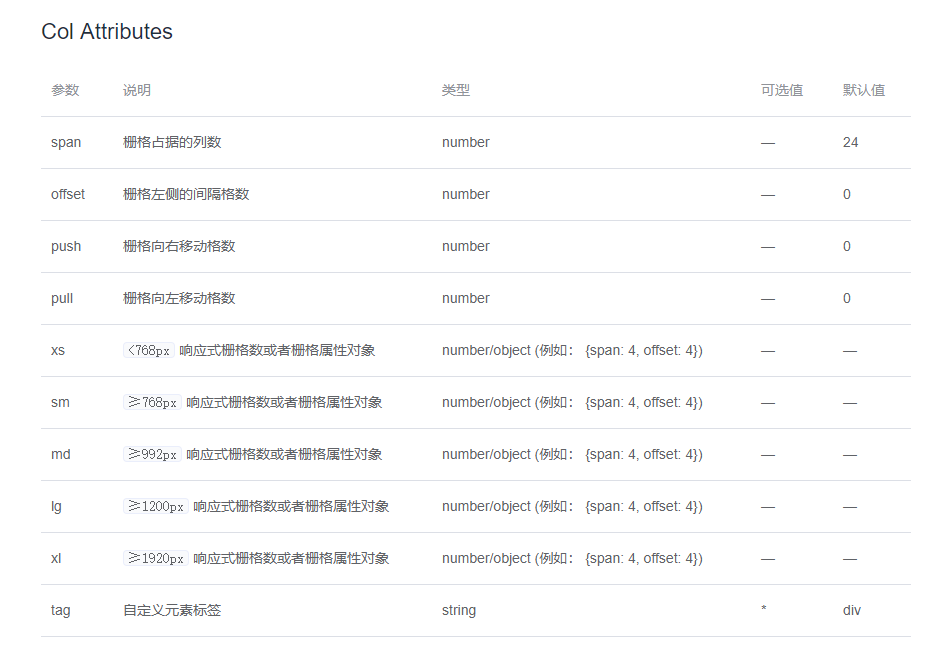 Col Attributes
参数 说明 类型 可选值 默认值
span 栅格占据的列数 number — 24
offset 栅格左侧的间隔格数 number — 0
push 栅格向右移动格数 number — 0
pull 栅格向左移动格数 number — 0
xs <768px 响应式栅格数或者栅格属性对象 number/object (例如： {span: 4, offset: 4}) — —
sm ≥768px 响应式栅格数或者栅格属性对象 number/object (例如： {span: 4, offset: 4}) — —
md ≥992px 响应式栅格数或者栅格属性对象 number/object (例如： {span: 4, offset: 4}) — —
lg ≥1200px 响应式栅格数或者栅格属性对象 number/object (例如： {span: 4, offset: 4}) — —
xl ≥1920px 响应式栅格数或者栅格属性对象 number/object (例如： {span: 4, offset: 4}) — —
tag 自定义元素标签 string * div